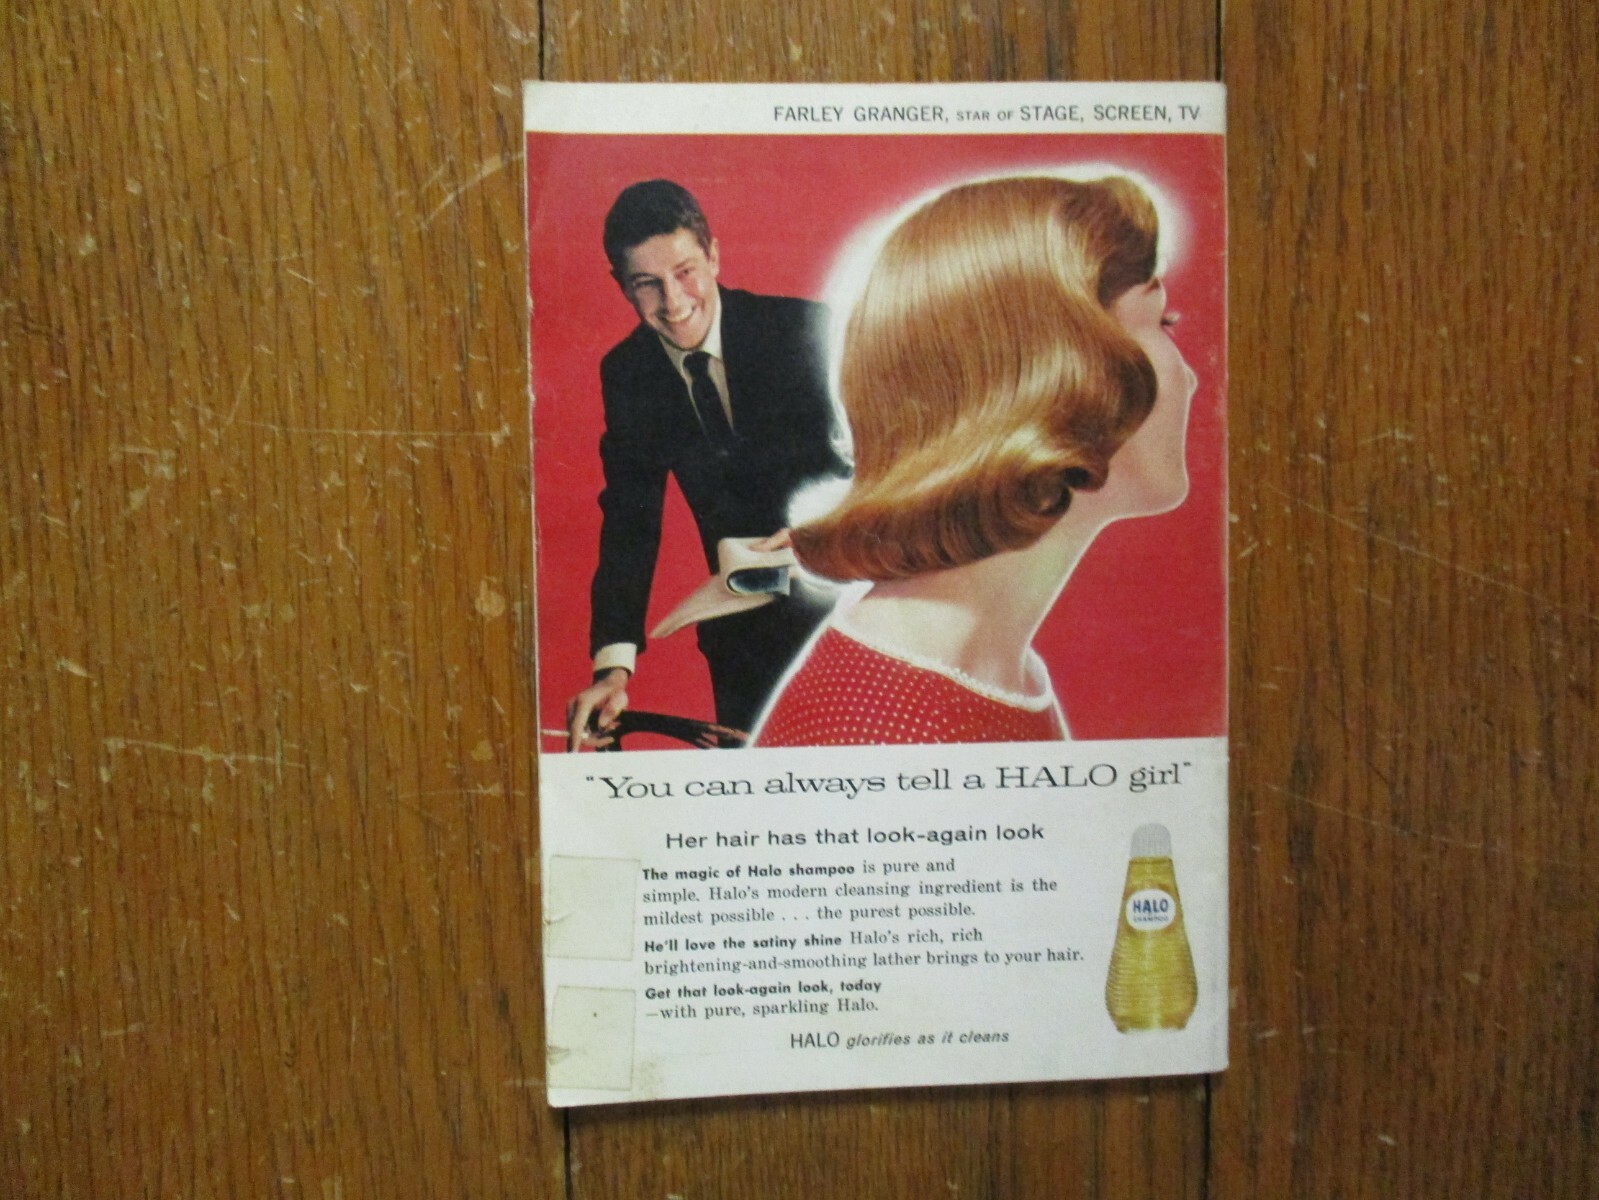 FARLEY GRANGER, STAR OF STAGE, SCREEN, TV
"You can always tell a HALO girl"
Her hair has that look-again look
The magic of Halo shampoo is pure and
simple. Halo's modern cleansing ingredient is the
mildest possible . . . the purest possible.
He'll love the satiny shine Halo's rich, rich
brightening-and-smoothing lather brings to your hair.
Get that look-again look, today
—with pure, sparkling Halo.
HALO glorifies as it cleans
HALO
SHAMPOO